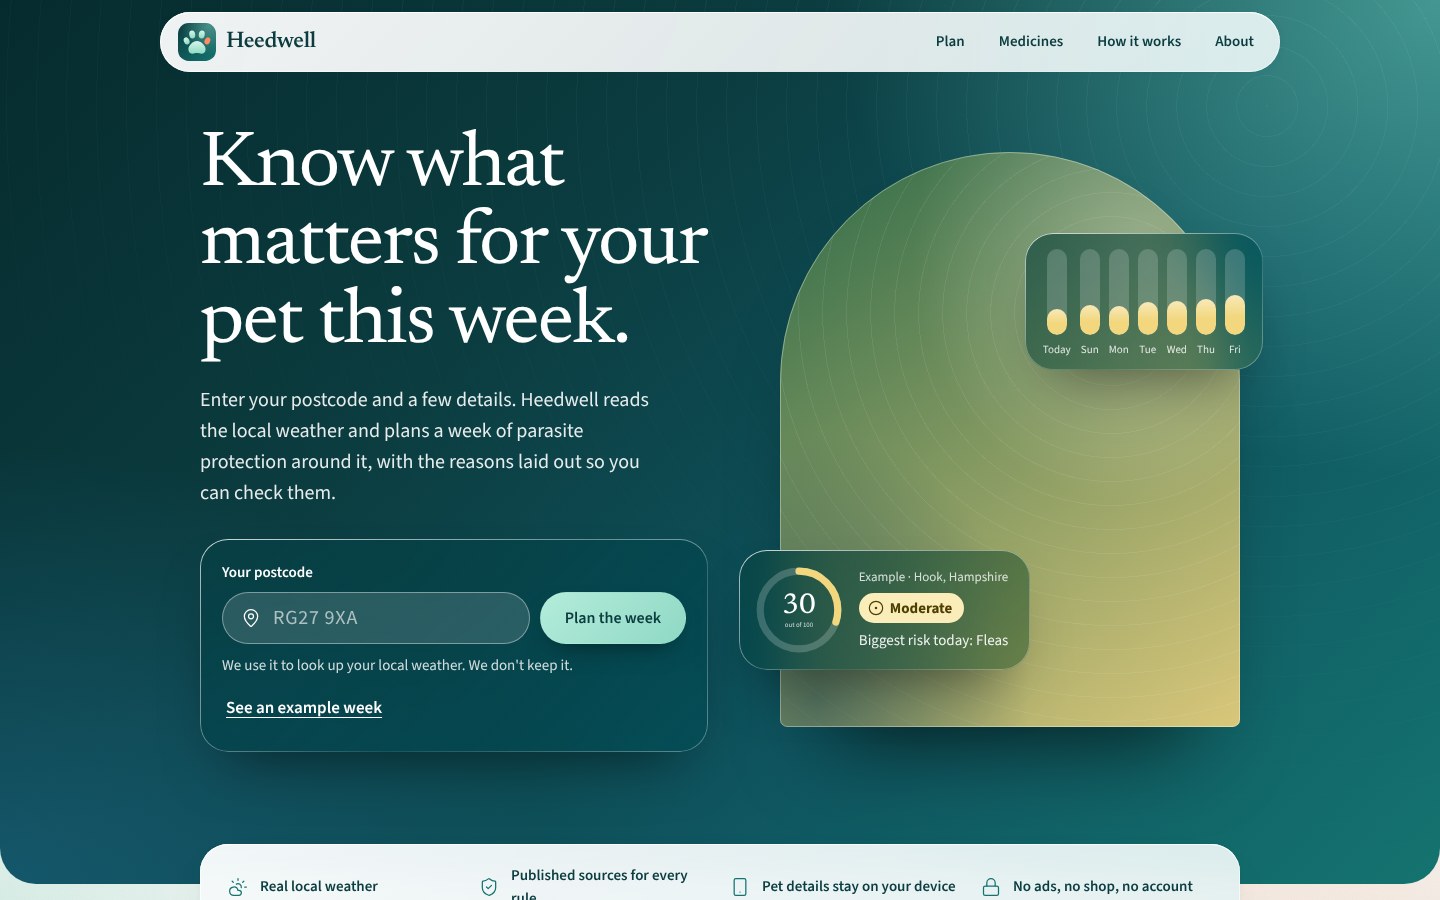 Heedwell
Plan
Medicines
How it works
About
Know what
matters for your
pet this week.
Enter your postcode and a few details. Heedwell reads
the local weather and plans a week of parasite
protection around it, with the reasons laid out so you
can check them.
Today Sun Mon Tue Wed Thu Fri
Your postcode
RG27 9XA
Plan the week
We use it to look up your local weather. We don't keep it.
See an example week
30
out of 100
Example · Hook, Hampshire
Moderate
Biggest risk today: Fleas
Real local weather
Published sources for every
rule
Pet details stay on your device
No ads, no shop, no account